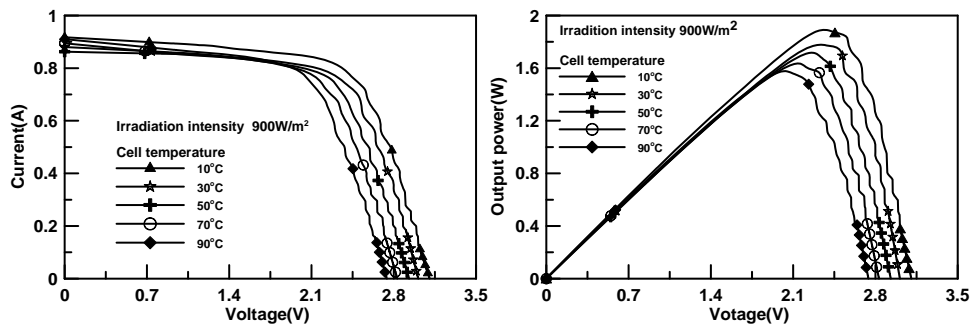 1
0.8
0.6
0.4
0.2
0
Current(A)
Irradiation intensity 900W/m²
Cell temperature
10°C
30°C
50°C
70°C
90°C
0 0.7 1.4 2.1 2.8 3.5
Voltage(V)
2
1.6
1.2
0.8
0.4
0
Output power(W)
Irradition intensity 900W/m²
Cell temperature
10°C
30°C
50°C
70°C
90°C
0 0.7 1.4 2.1 2.8 3.5
Votage(V)